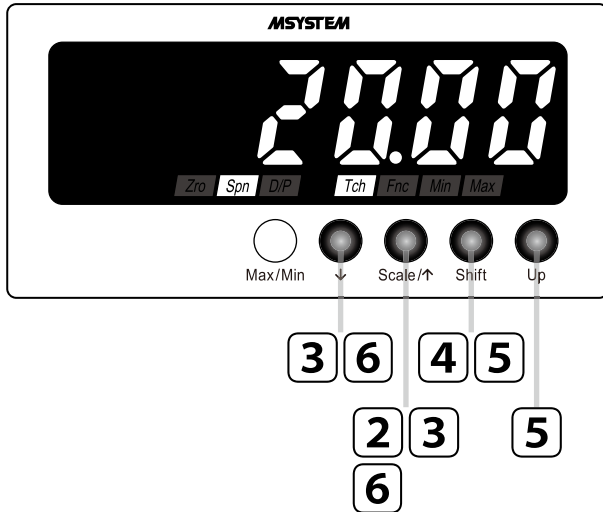 MSYSTEM
20.00
Zro Spn D/P Tch Fnc Min Max
Max/Min ↓ Scale/↑ Shift Up
3 6 4 5
2 3 5
6